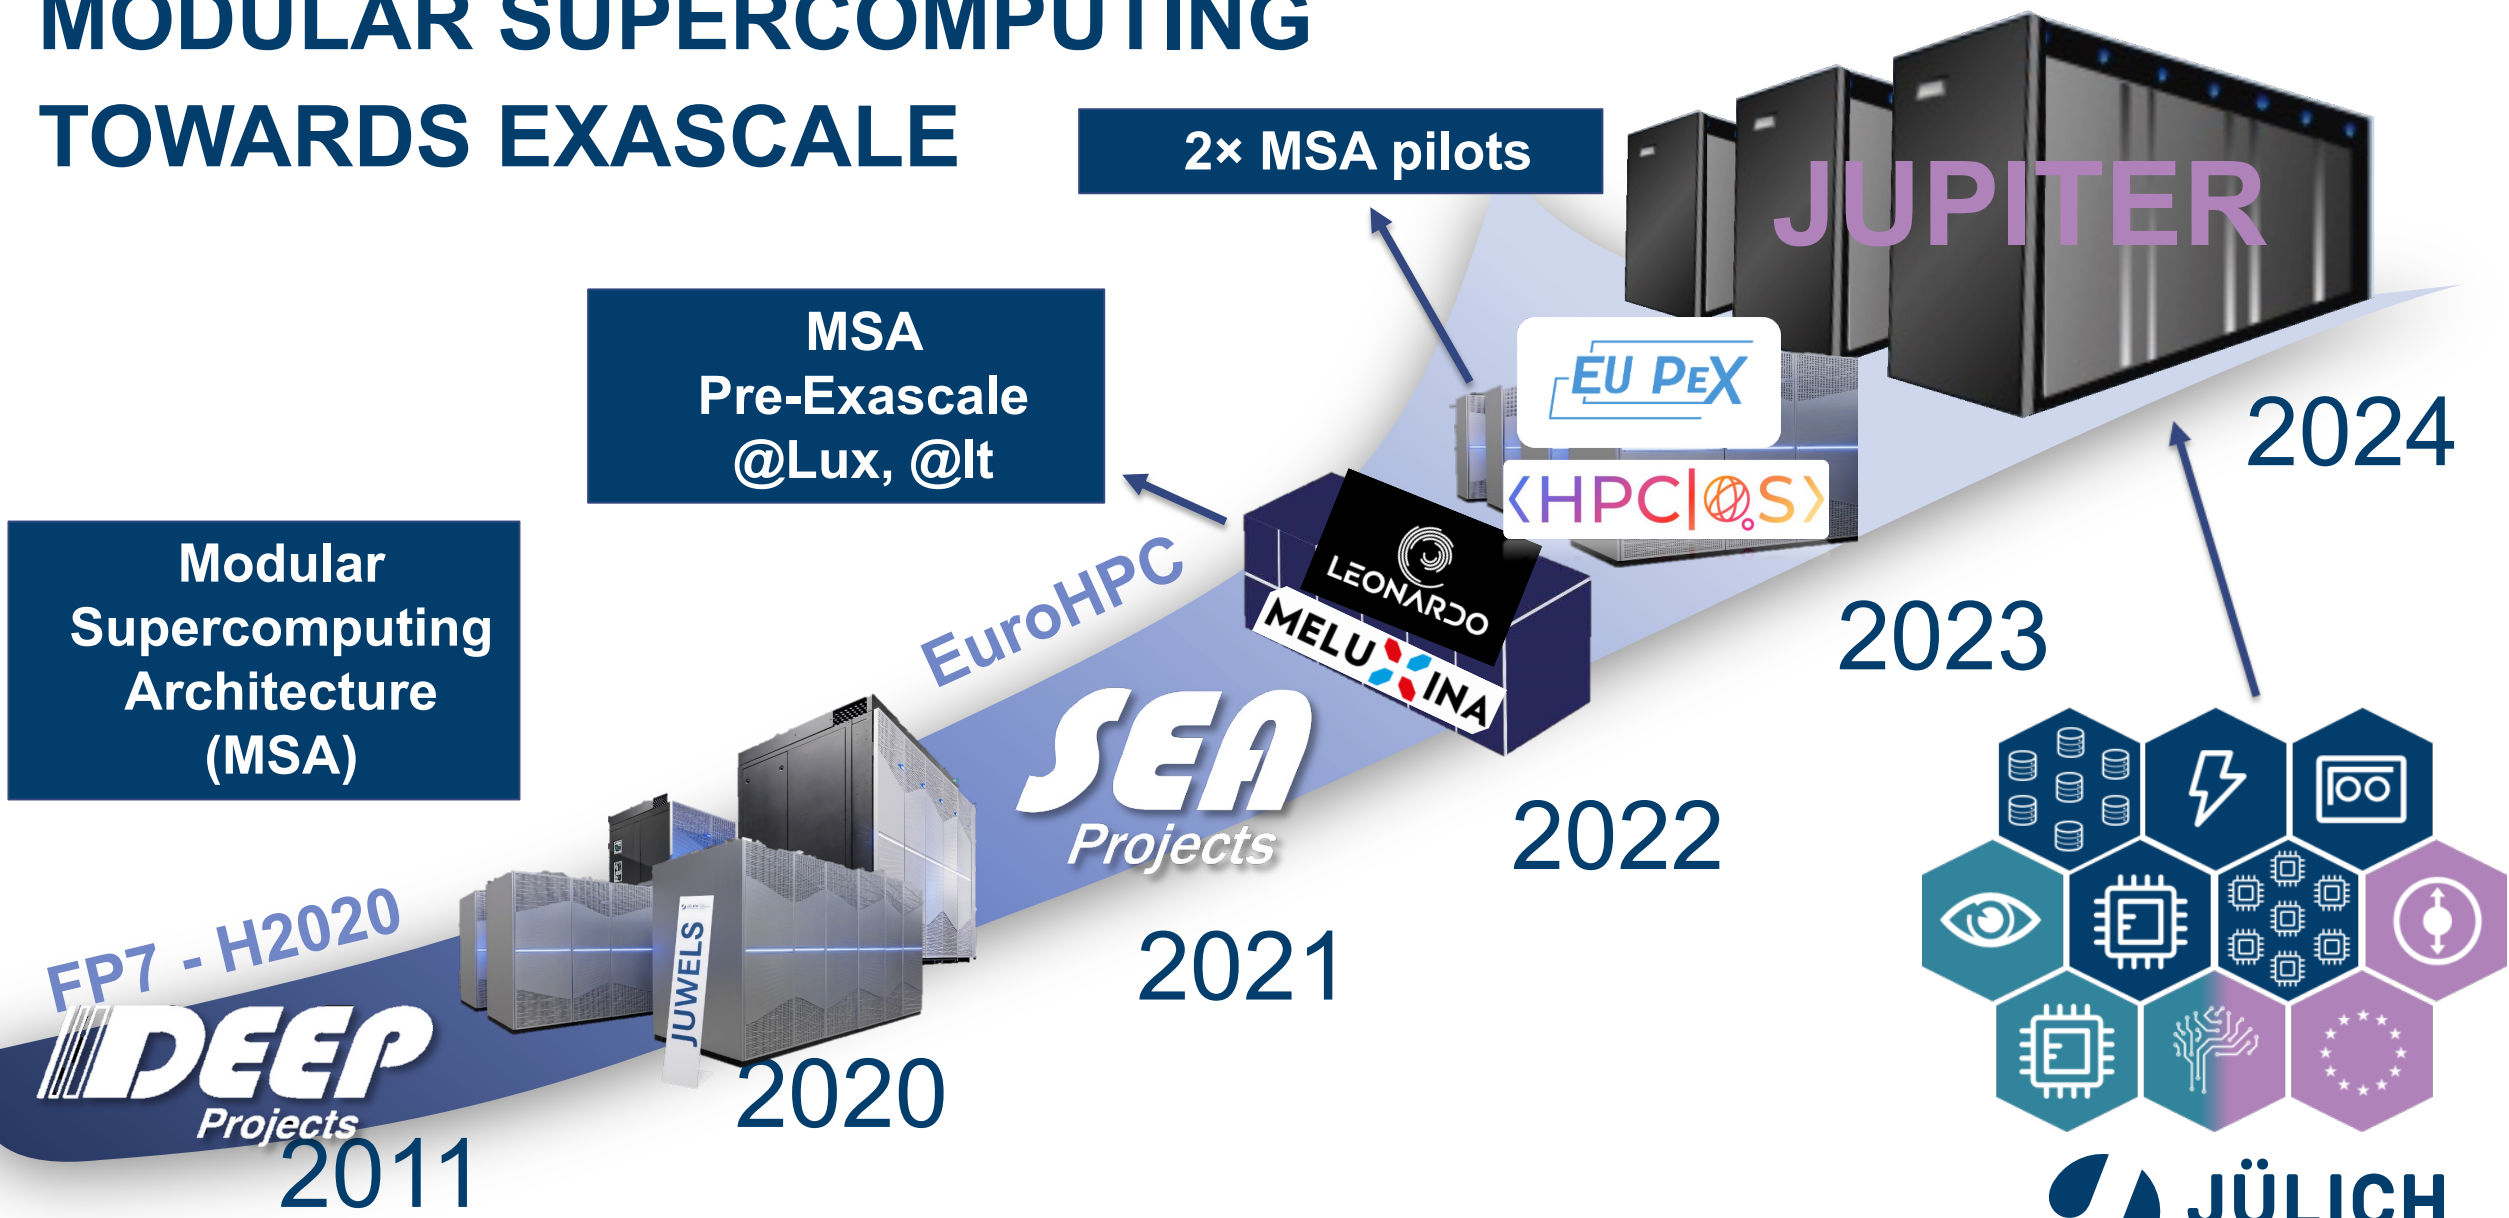 MODULAR SUPERCOMPUTING
TOWARDS EXASCALE
2× MSA pilots
JUPITER
MSA
Pre-Exascale
@Lux, @It
EU PEX
<HPC|QS>
2024
Modular
Supercomputing
Architecture
(MSA)
EuroHPC
LEONARDO
MELUXINA
2023
SEA
Projects
2022
FP7 - H2020
JUWELS
2021
DEEP
Projects
2020
2011
JÜLICH